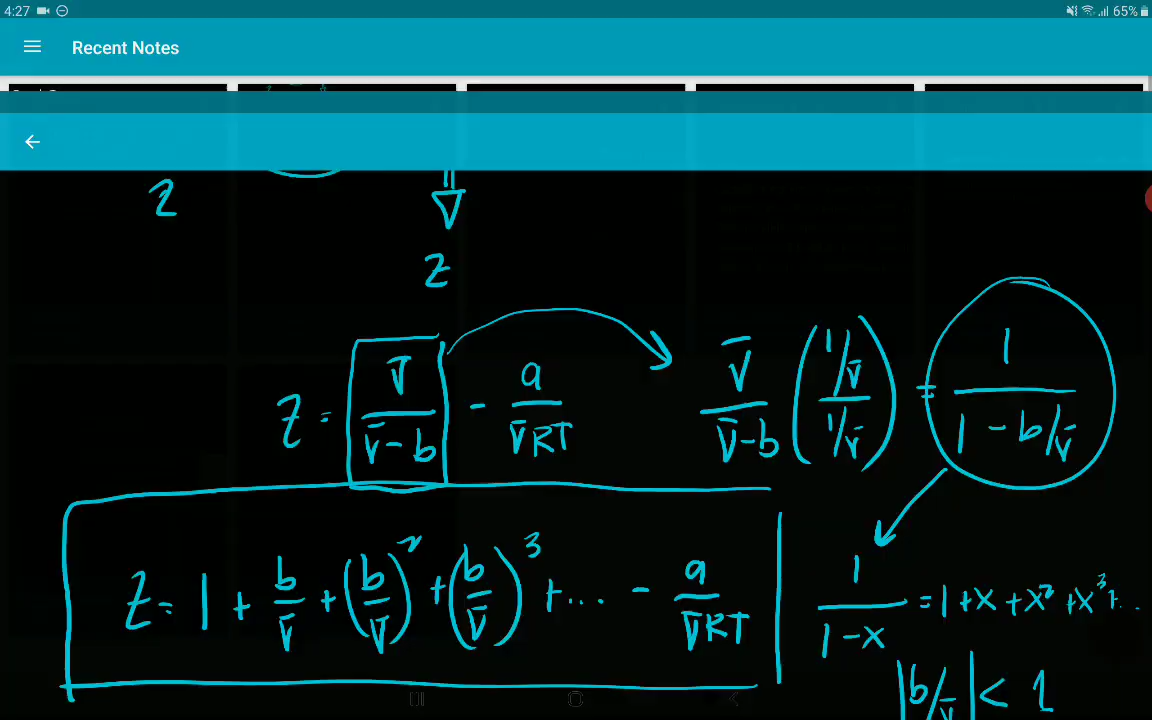 4:27
65%
Recent Notes
2
Z
Z = V̄/(V̄ - b) - a/(V̄RT)
V̄/(V̄-b) ((1/V̄)/(1/V̄)) = 1/(1 - b/V̄)
Z = 1 + b/V̄ + (b/V̄)² + (b/V̄)³ + ... - a/(V̄RT)
1/(1-x) = 1 + x + x² + x³ + ...
|b/V̄| < 1